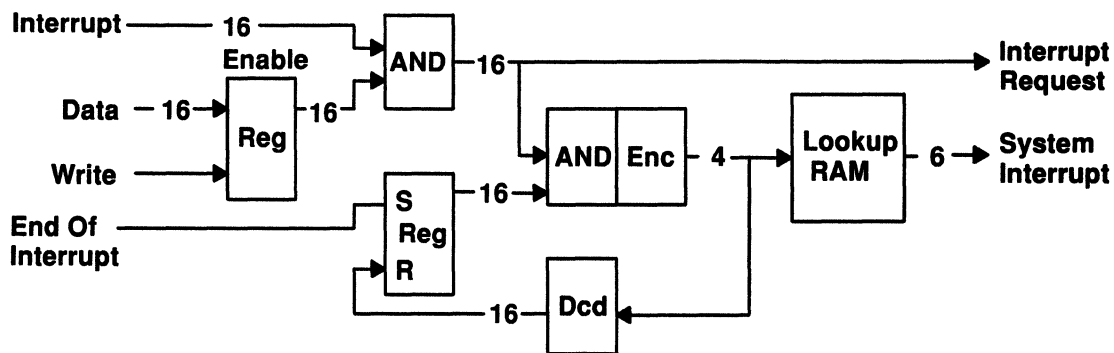 Interrupt
16
Enable
AND
16
Interrupt
Request
Data
16
Reg
16
Write
AND
Enc
4
Lookup
RAM
6
System
Interrupt
End Of
Interrupt
S
Reg
R
16
16
Dcd